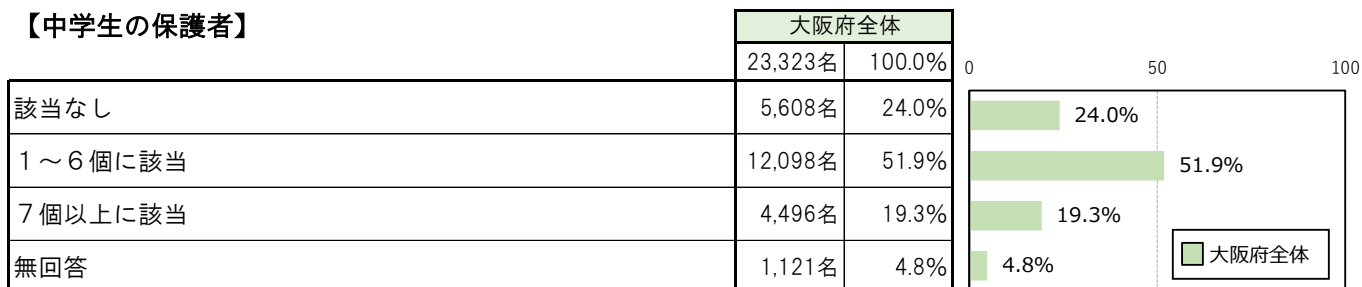 【中学生の保護者】
大阪府全体
23,323名 100.0%
0 50 100
該当なし 5,608名 24.0% 24.0%
１～６個に該当 12,098名 51.9% 51.9%
７個以上に該当 4,496名 19.3% 19.3%
無回答 1,121名 4.8% 4.8%
大阪府全体